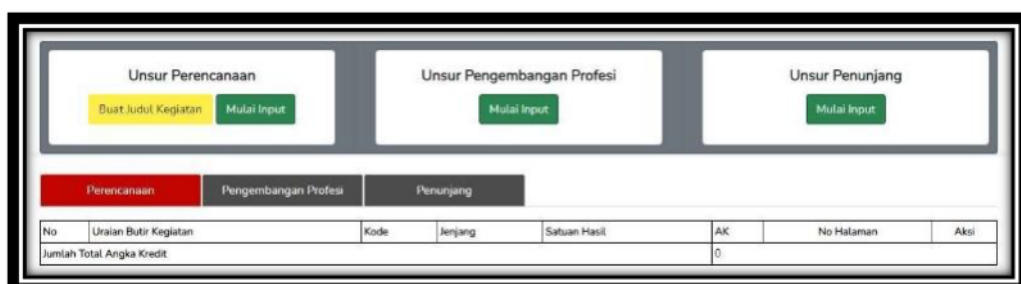 Unsur Perencanaan
Buat Judul Kegiatan
Mulai Input
Unsur Pengembangan Profesi
Mulai Input
Unsur Penunjang
Mulai Input
Perencanaan Pengembangan Profesi Penunjang
No Uraian Butir Kegiatan Kode Jenjang Satuan Hasil AK No Halaman Aksi
Jumlah Total Angka Kredit 0